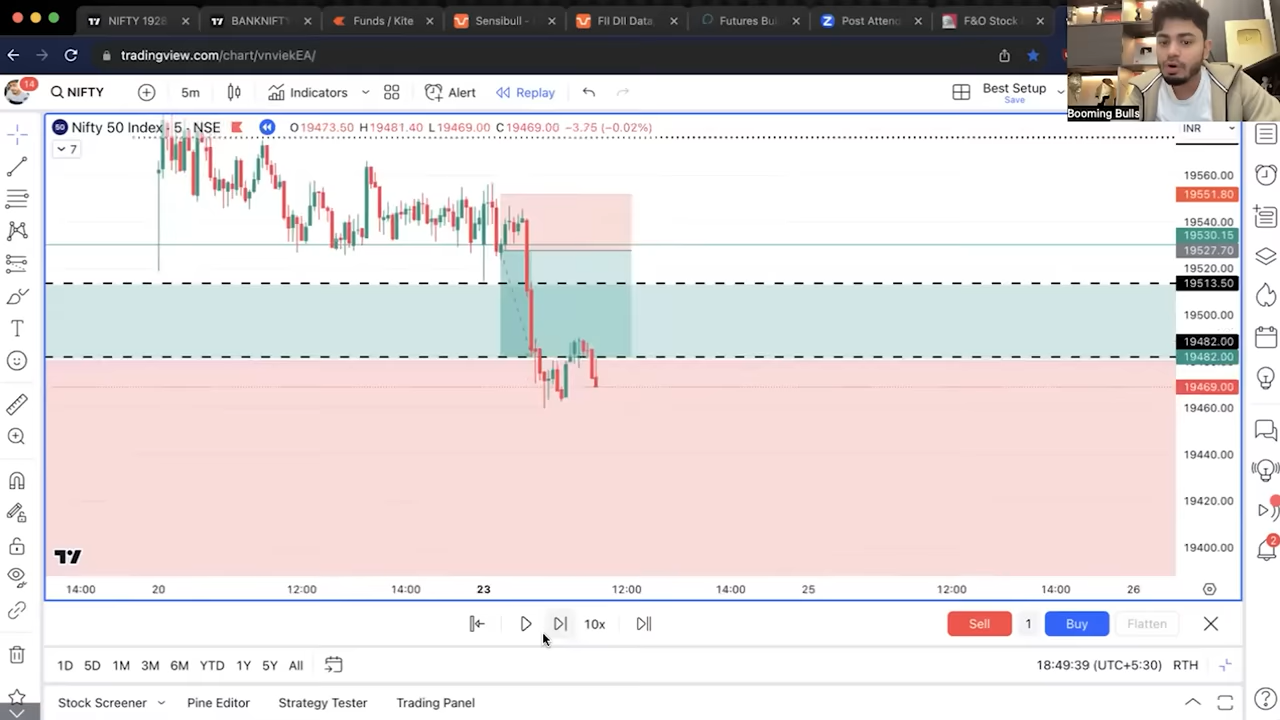 NIFTY 1928
BANKNIFTY
Funds / Kite
Sensibull -
FII DII Data,
Futures Bu
Post Attend
F&O Stock
tradingview.com/chart/vnviekEA/
Booming Bulls
14
NIFTY
5m
Indicators
Alert
Replay
Best Setup
Save
50 Nifty 50 Index · 5 · NSE O19473.50 H19481.40 L19469.00 C19469.00 −3.75 (−0.02%)
7
INR
19560.00
19551.80
19540.00
19530.15
19527.70
19520.00
19513.50
19500.00
19482.00
19482.00
19469.00
19460.00
19440.00
19420.00
19400.00
14:00 20 12:00 14:00 23 12:00 14:00 25 12:00 14:00 26
10x
Sell 1 Buy Flatten
1D 5D 1M 3M 6M YTD 1Y 5Y All
18:49:39 (UTC+5:30) RTH
Stock Screener Pine Editor Strategy Tester Trading Panel
2